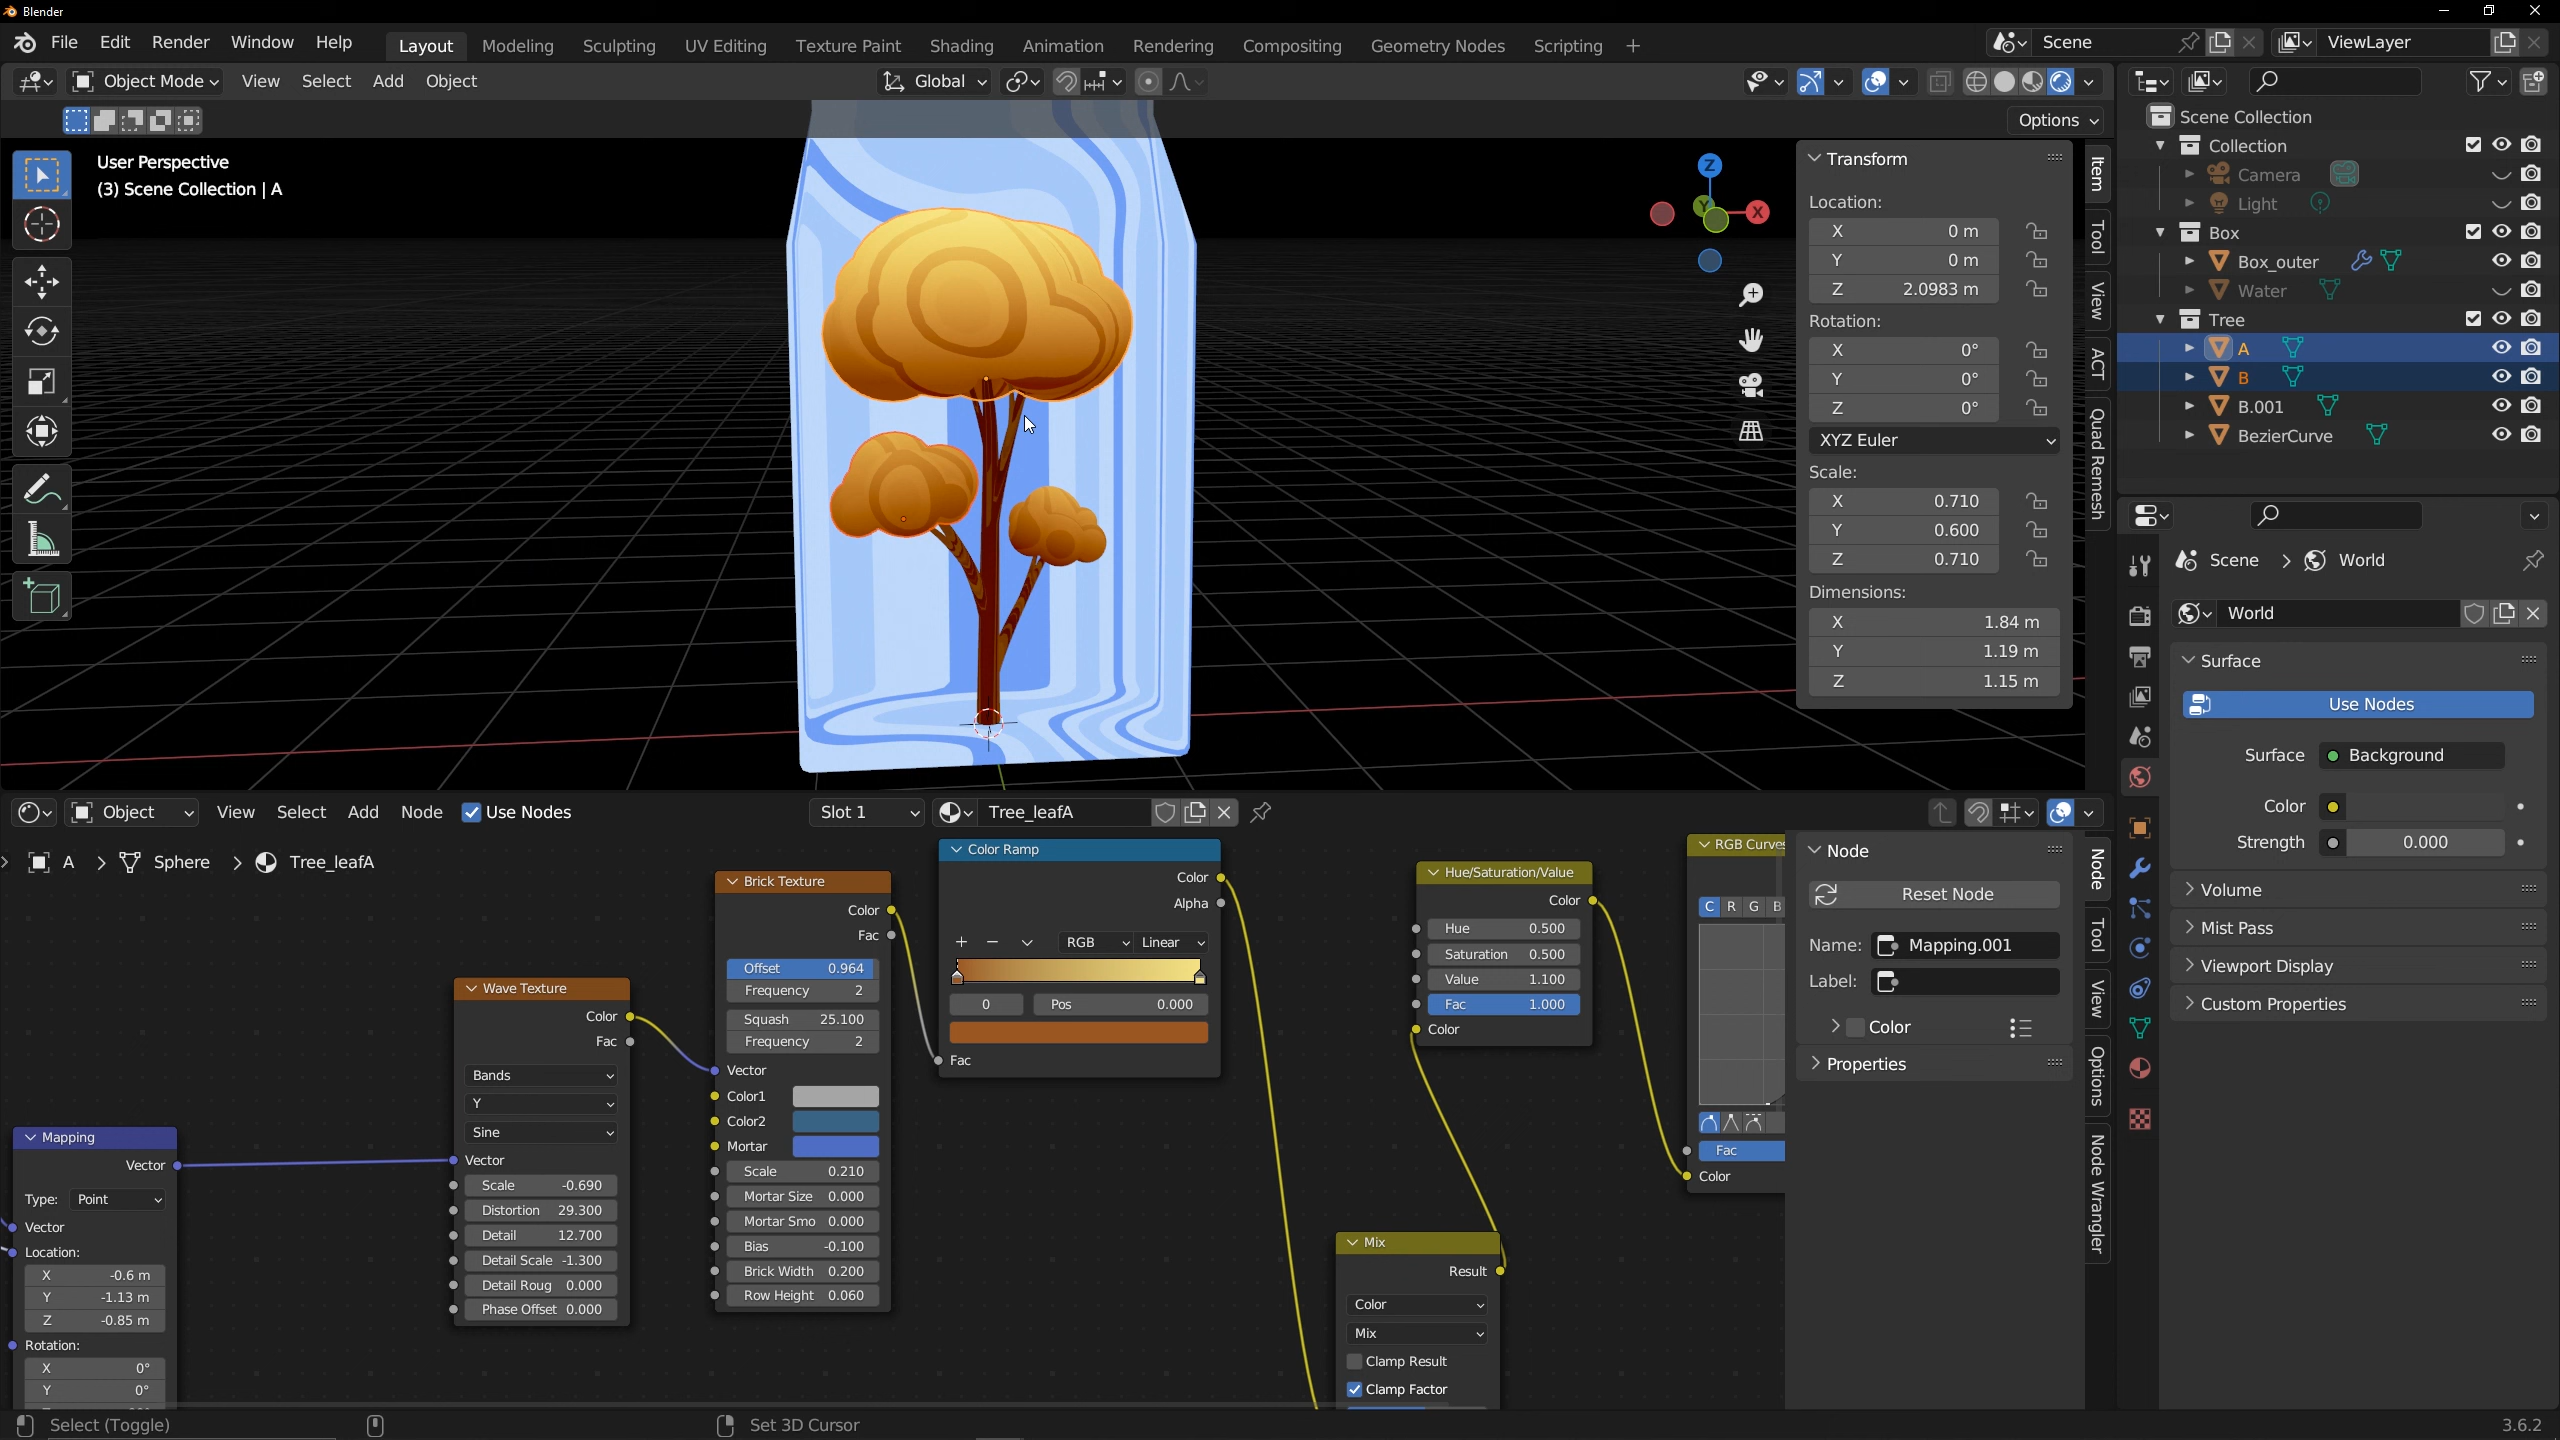 Blender
File Edit Render Window Help Layout Modeling Sculpting UV Editing Texture Paint Shading Animation Rendering Compositing Geometry Nodes Scripting + Scene ViewLayer
Object Mode View Select Add Object Global
Options
User Perspective
(3) Scene Collection | A
Z
Y
X
Transform
Location:
X 0 m
Y 0 m
Z 2.0983 m
Rotation:
X 0°
Y 0°
Z 0°
XYZ Euler
Scale:
X 0.710
Y 0.600
Z 0.710
Dimensions:
X 1.84 m
Y 1.19 m
Z 1.15 m
Item
Tool
View
ACT
Quad Remesh
Scene Collection
Collection
Camera
Light
Box
Box_outer
Water
Tree
A
B
B.001
BezierCurve
Scene > World
World
Surface
Use Nodes
Surface Background
Color
Strength 0.000
Volume
Mist Pass
Viewport Display
Custom Properties
Object View Select Add Node Use Nodes Slot 1 Tree_leafA
A > Sphere > Tree_leafA
Mapping
Vector
Type: Point
Vector
Location:
X -0.6 m
Y -1.13 m
Z -0.85 m
Rotation:
X 0°
Y 0°
Wave Texture
Color
Fac
Bands
Y
Sine
Vector
Scale -0.690
Distortion 29.300
Detail 12.700
Detail Scale -1.300
Detail Roug 0.000
Phase Offset 0.000
Brick Texture
Color
Fac
Offset 0.964
Frequency 2
Squash 25.100
Frequency 2
Vector
Color1
Color2
Mortar
Scale 0.210
Mortar Size 0.000
Mortar Smo 0.000
Bias -0.100
Brick Width 0.200
Row Height 0.060
Color Ramp
Color
Alpha
+ − RGB Linear
0 Pos 0.000
Fac
Hue/Saturation/Value
Color
Hue 0.500
Saturation 0.500
Value 1.100
Fac 1.000
Color
Mix
Result
Color
Mix
Clamp Result
Clamp Factor
RGB Curves
C R G B
Fac
Color
Node
Reset Node
Name: Mapping.001
Label:
Color
Properties
Node
Tool
View
Options
Node Wrangler
Select (Toggle) Set 3D Cursor 3.6.2